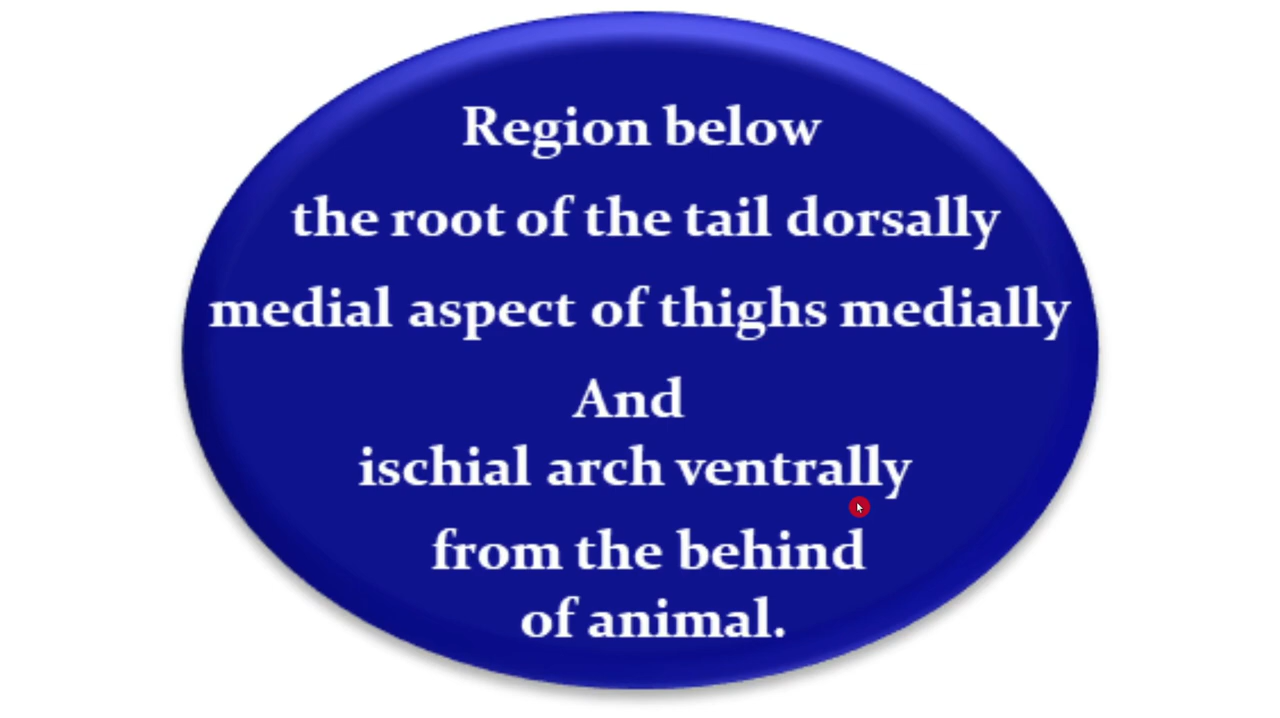 Region below
the root of the tail dorsally
medial aspect of thighs medially
And
ischial arch ventrally
from the behind
of animal.